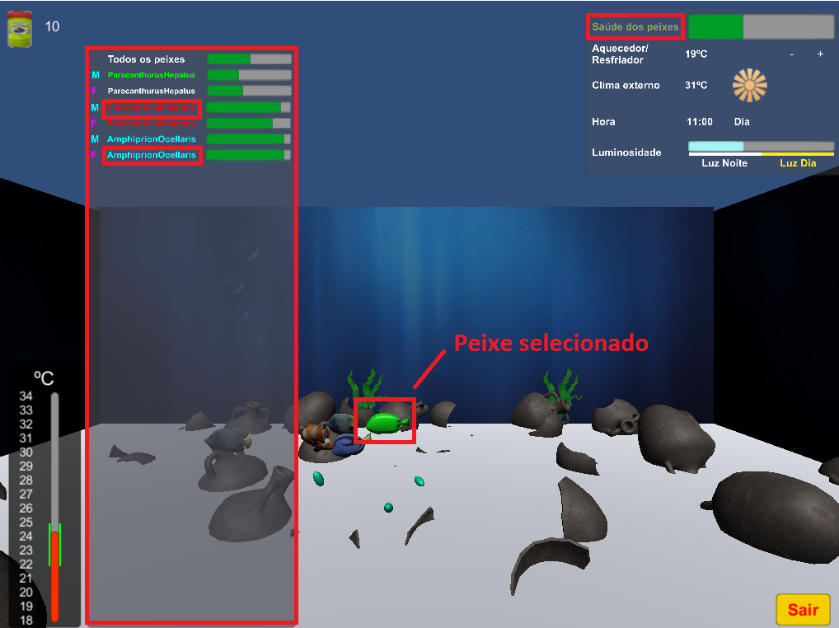 10
Todos os peixes
M ParacanthurusHepatus
F ParacanthurusHepatus
M
F
M AmphiprionOcellaris
F AmphiprionOcellaris
Saúde dos peixes
Aquecedor/
Resfriador 19ºC - +
Clima externo 31ºC
Hora 11:00 Dia
Luminosidade
Luz Noite Luz Dia
Peixe selecionado
ºC
34
33
32
31
30
29
28
27
26
25
24
23
22
21
20
19
18
Sair